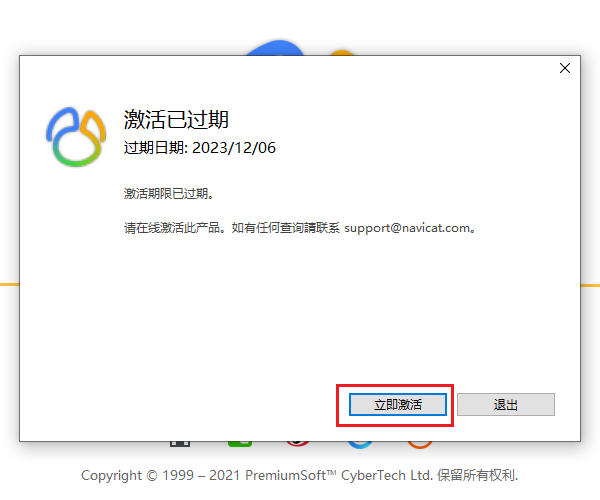 激活已过期
过期日期: 2023/12/06
激活期限已过期。
请在线激活此产品。如有任何查询請联系 support@navicat.com。
立即激活
退出
Copyright © 1999 – 2021 PremiumSoft™ CyberTech Ltd. 保留所有权利.